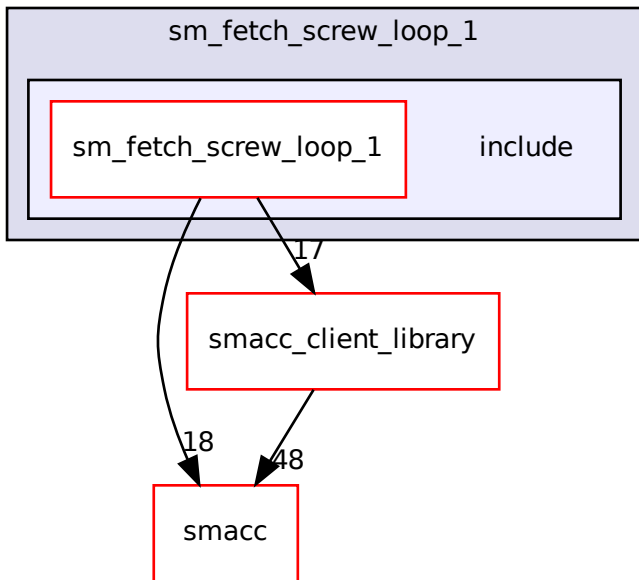 sm_fetch_screw_loop_1
sm_fetch_screw_loop_1
include
17
smacc_client_library
18
48
smacc